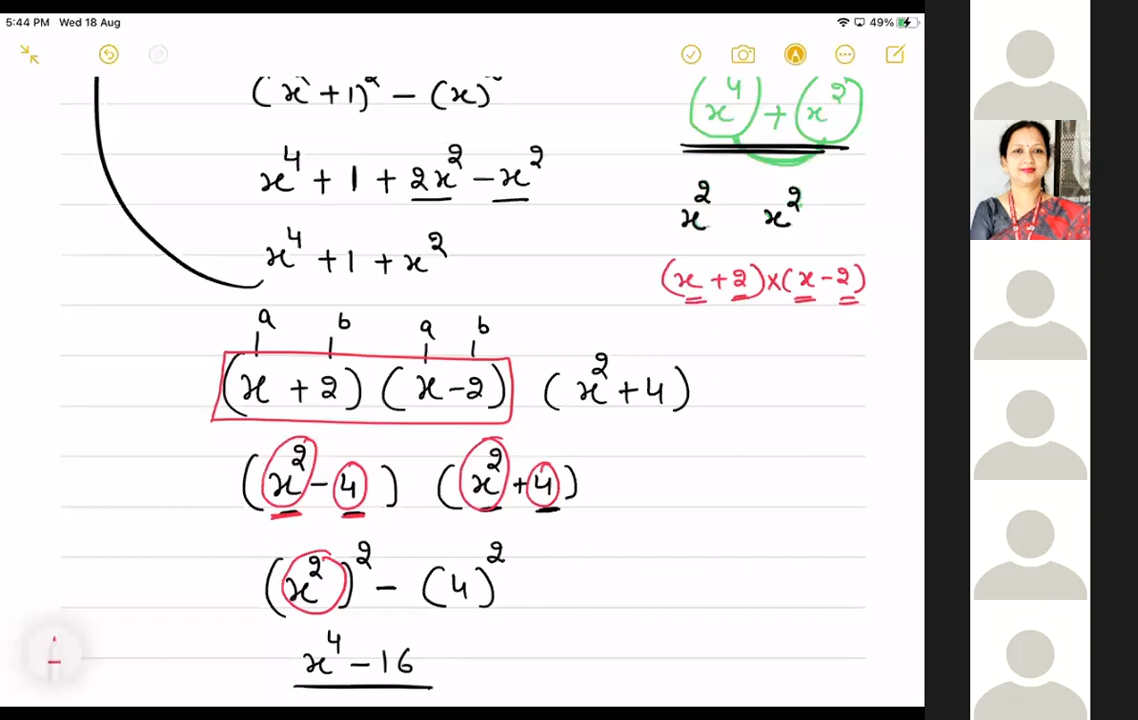 5:44 PM Wed 18 Aug
49%
(x² + 1)² - (x)²
x⁴ + 1 + 2x² - x²
x⁴ + 1 + x²
(x⁴) + (x²)
x² x²
(x + 2) × (x - 2)
a b a b
(x + 2) (x - 2) (x² + 4)
(x² - 4) (x² + 4)
(x²)² - (4)²
x⁴ - 16